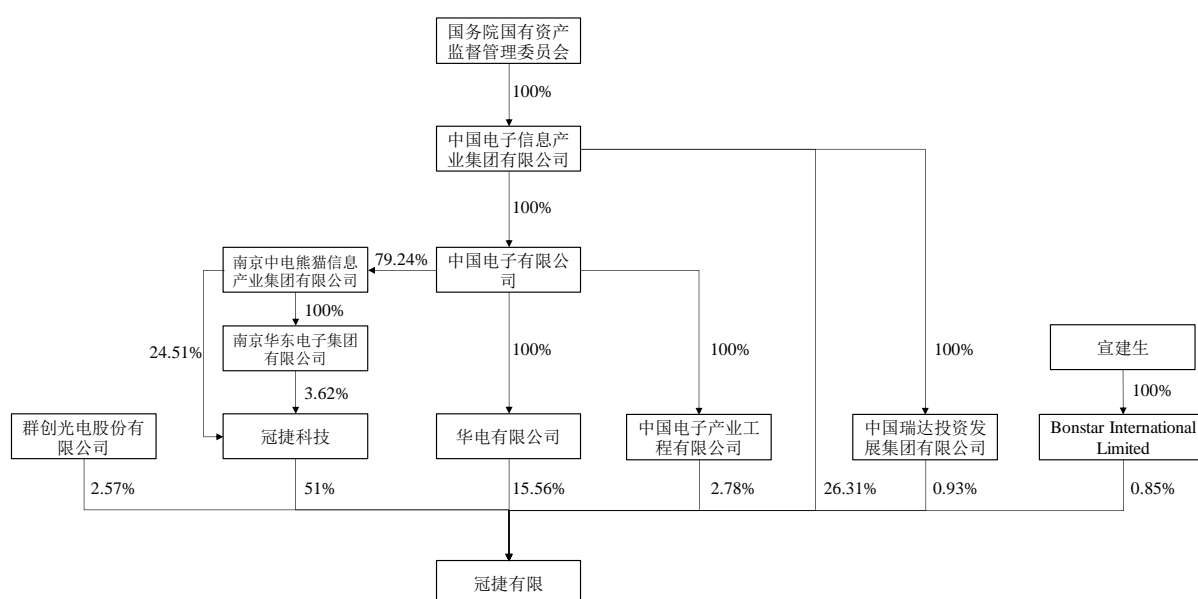 国务院国有资产
监督管理委员会
100%
中国电子信息产
业集团有限公司
100%
南京中电熊猫信息
产业集团有限公司
79.24%
中国电子有限公
司
100%
南京华东电子集团
有限公司
24.51%
100%
100%
100%
宣建生
3.62%
100%
群创光电股份有
限公司
冠捷科技
华电有限公司
中国电子产业工
程有限公司
中国瑞达投资发
展集团有限公司
Bonstar International
Limited
2.57%
51%
15.56%
2.78%
26.31%
0.93%
0.85%
冠捷有限